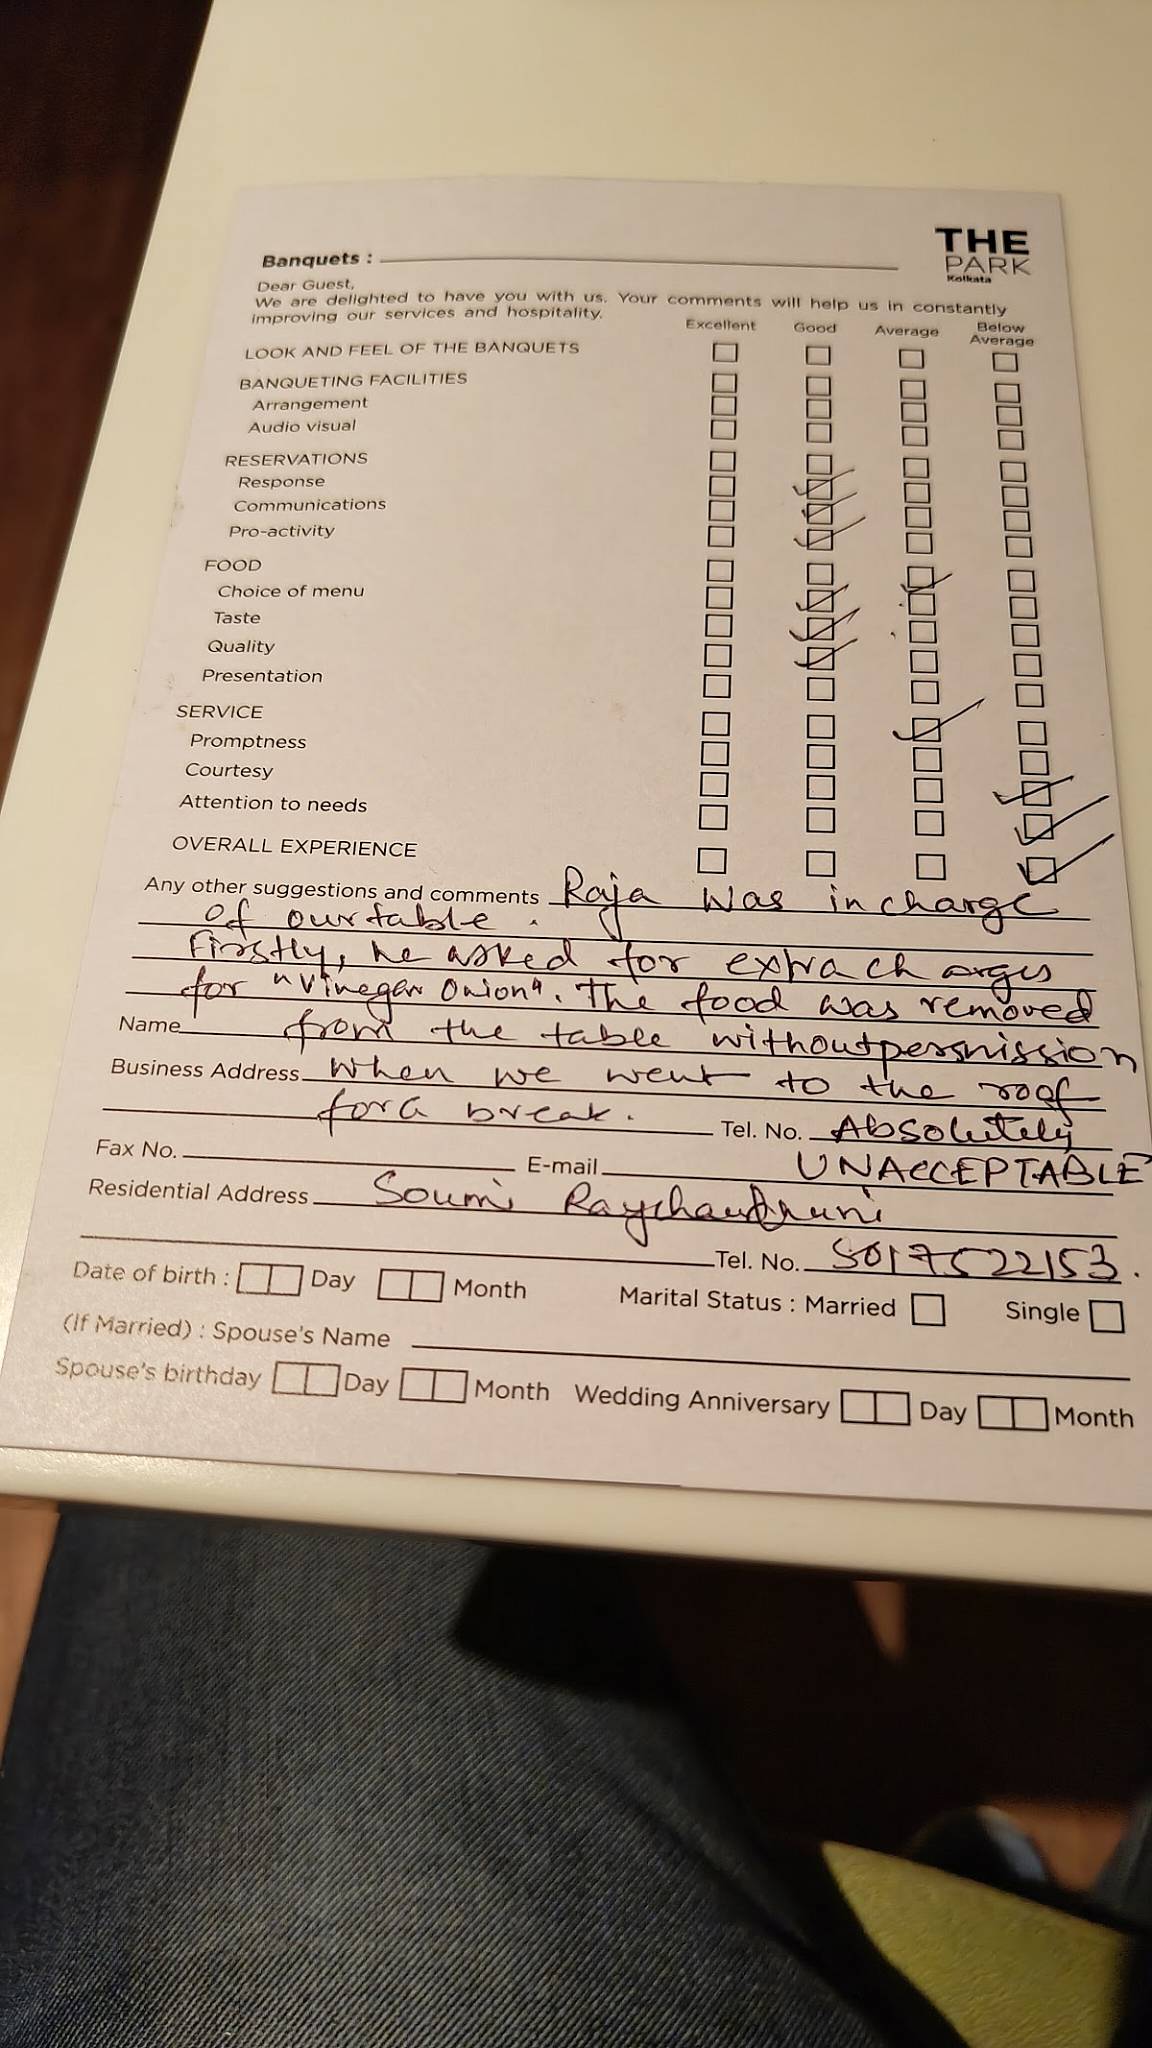 THE
PARK
Kolkata
Banquets :
Dear Guest,
We are delighted to have you with us. Your comments will help us in constantly
improving our services and hospitality.
Excellent Good Average Below Average
LOOK AND FEEL OF THE BANQUETS
BANQUETING FACILITIES
Arrangement
Audio visual
RESERVATIONS
Response
Communications
Pro-activity
FOOD
Choice of menu
Taste
Quality
Presentation
SERVICE
Promptness
Courtesy
Attention to needs
OVERALL EXPERIENCE
Any other suggestions and comments Raja was in charge
of our table.
Firstly, he asked for extra charges
for "Vinegar Onion". The food was removed
Name from the table without permission
Business Address When we went to the roof
for a break. Tel. No. Absolutely
Fax No. E-mail UNACCEPTABLE
Residential Address Soumi Raychaudhuri
Tel. No. 8017522153.
Date of birth : Day Month Marital Status : Married Single
(If Married) : Spouse's Name
Spouse's birthday Day Month Wedding Anniversary Day Month